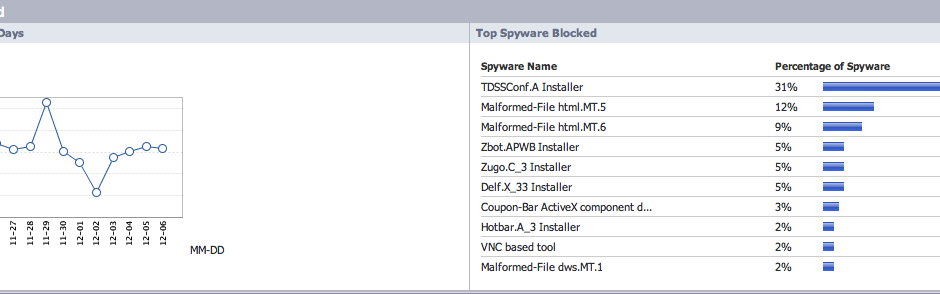 d
Days
Top Spyware Blocked
11-27
11-28
11-29
11-30
12-01
12-02
12-03
12-04
12-05
12-06
MM-DD
Spyware Name Percentage of Spyware
TDSSConf.A Installer 31%
Malformed-File html.MT.5 12%
Malformed-File html.MT.6 9%
Zbot.APWB Installer 5%
Zugo.C_3 Installer 5%
Delf.X_33 Installer 5%
Coupon-Bar ActiveX component d... 3%
Hotbar.A_3 Installer 2%
VNC based tool 2%
Malformed-File dws.MT.1 2%